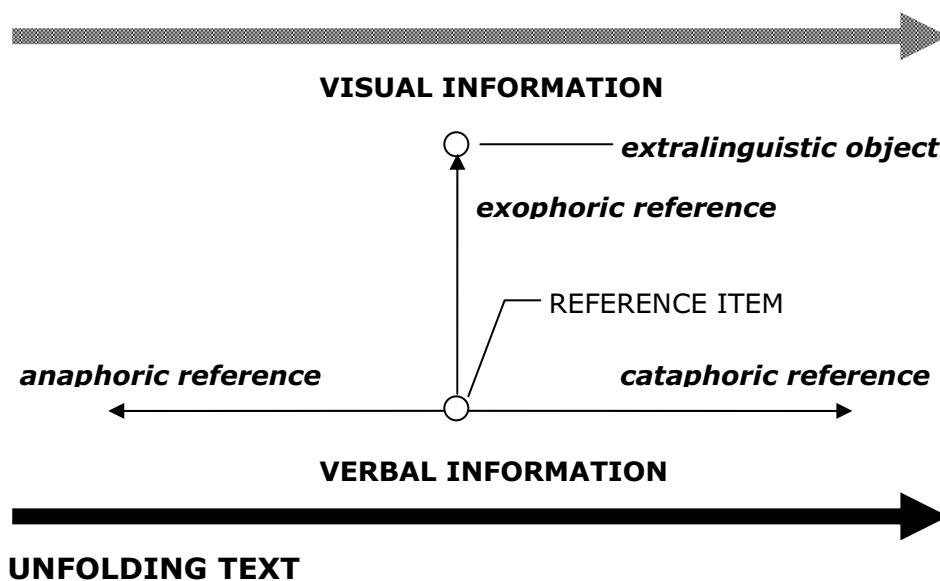 VISUAL INFORMATION
extralinguistic object
exophoric reference
REFERENCE ITEM
anaphoric reference
cataphoric reference
VERBAL INFORMATION
UNFOLDING TEXT